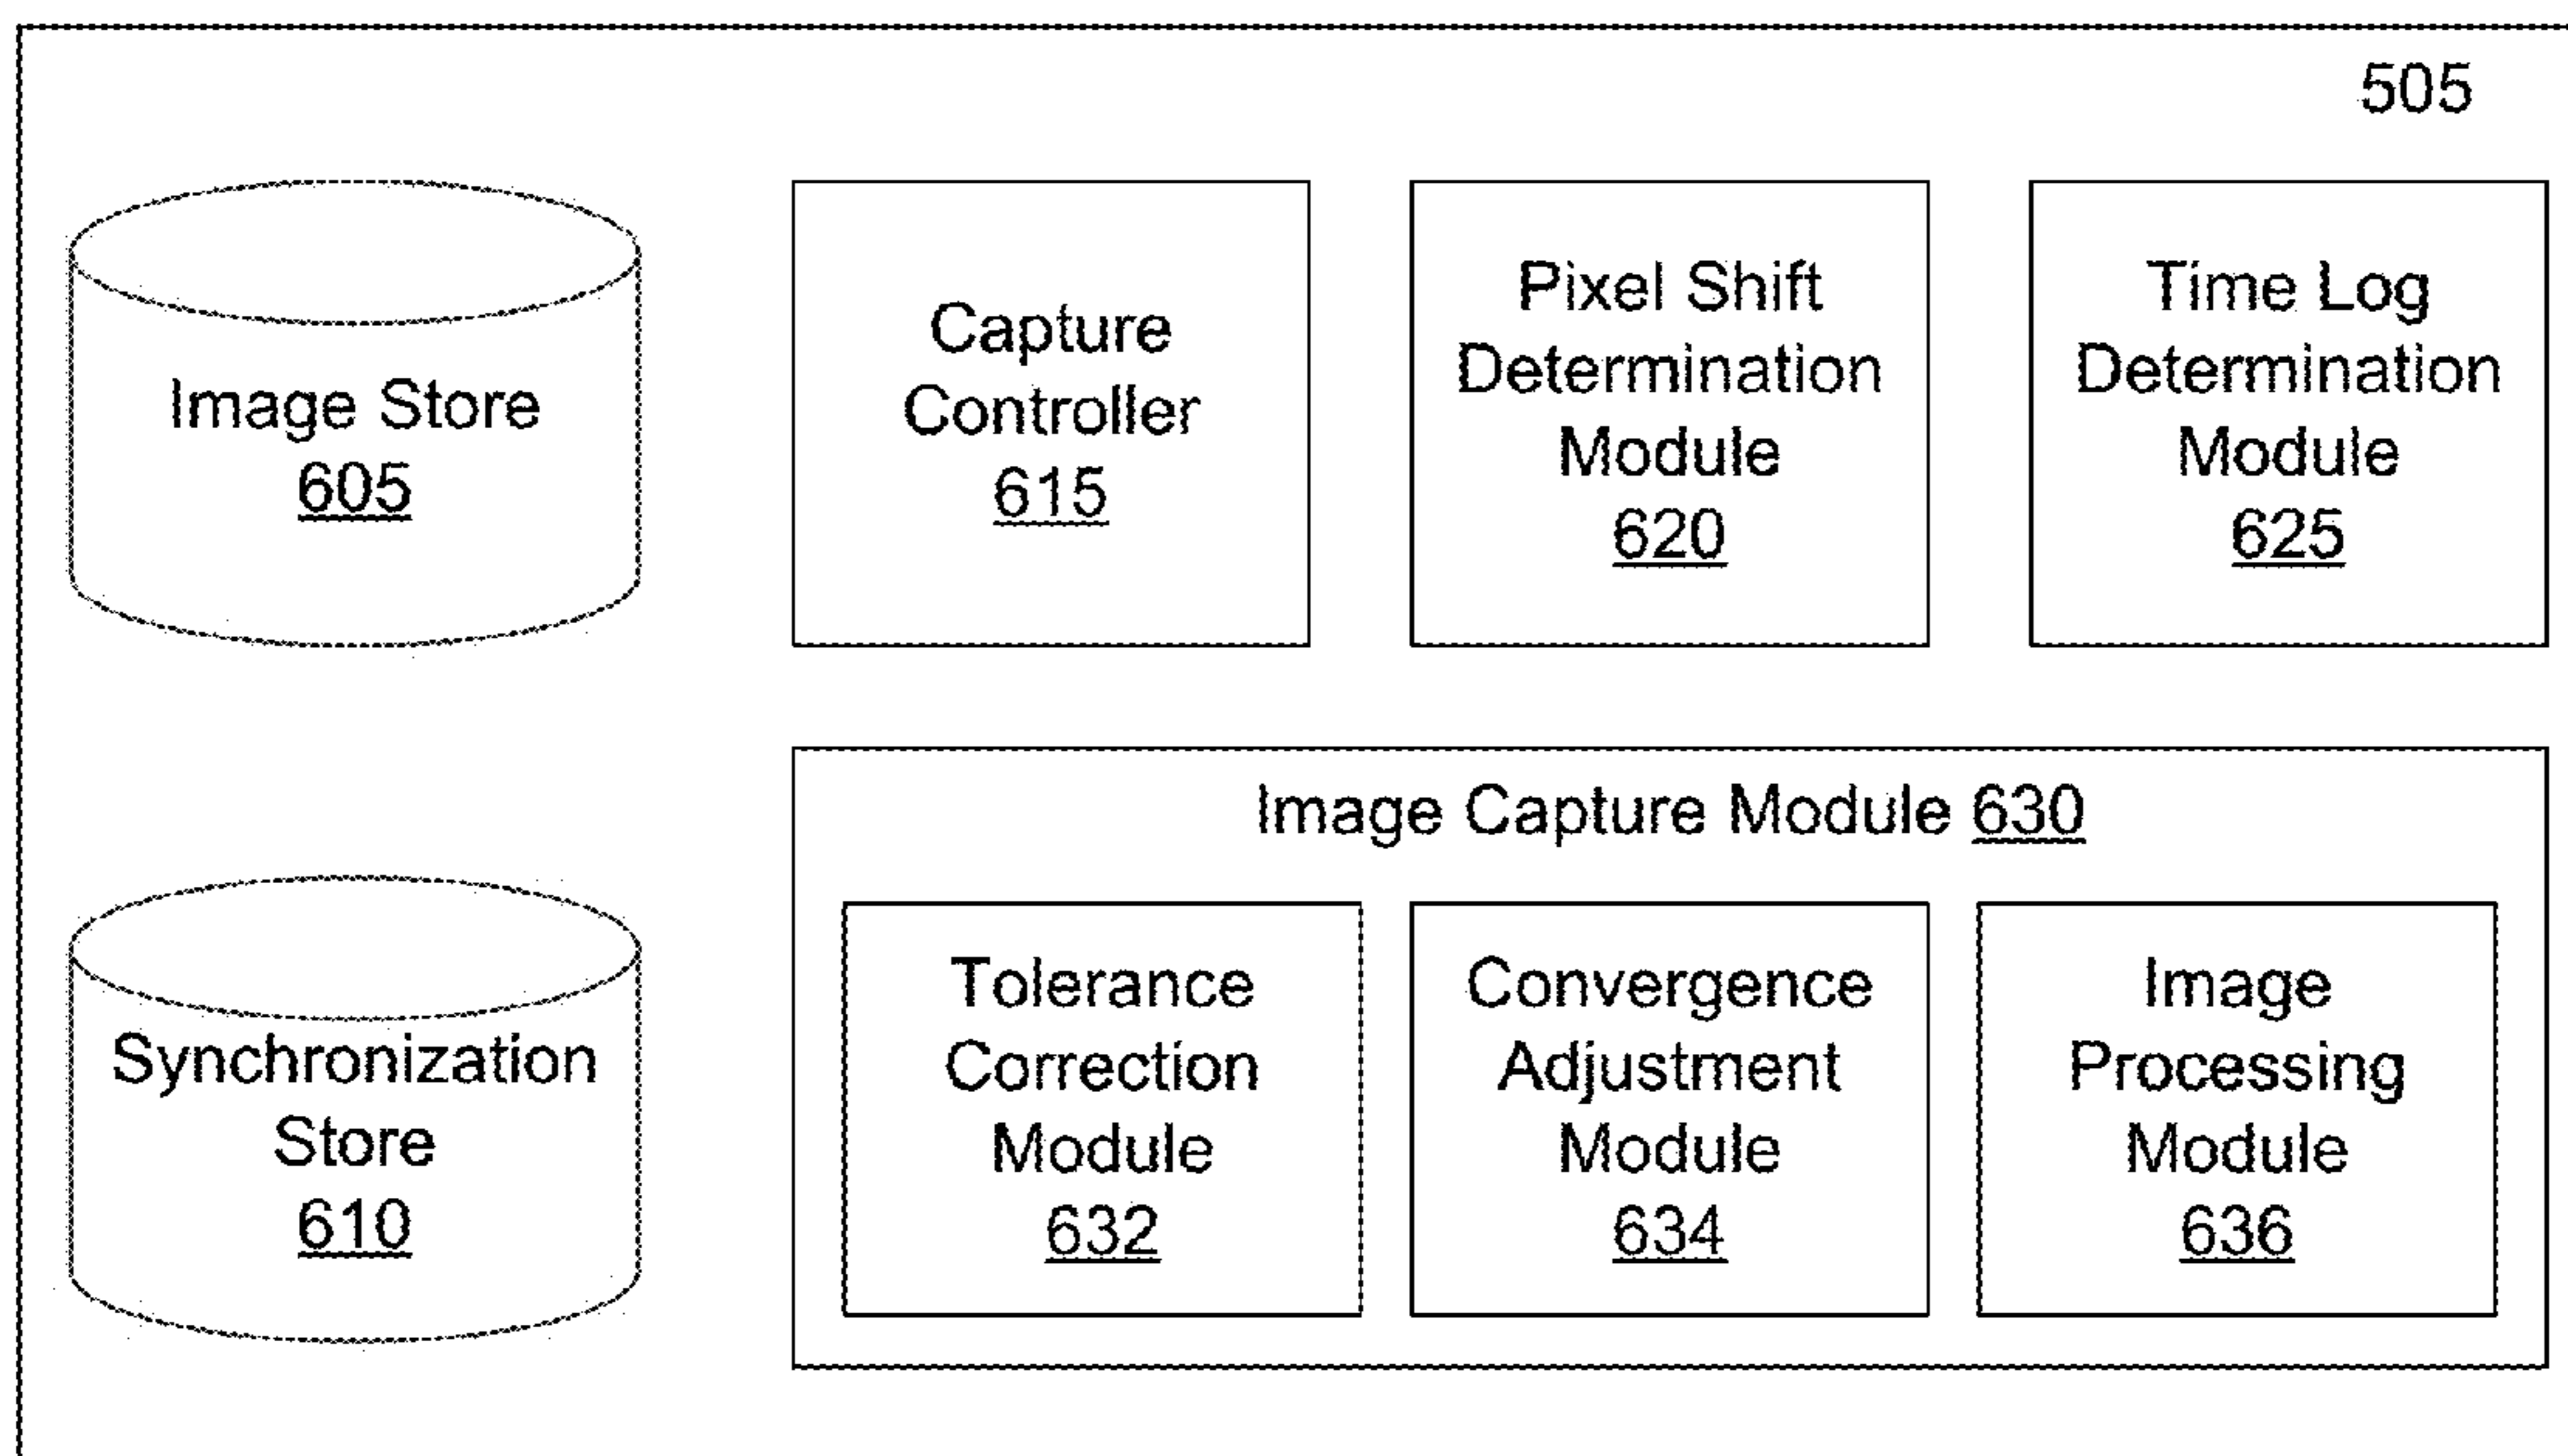 505
Image Store
605
Capture
Controller
615
Pixel Shift
Determination
Module
620
Time Log
Determination
Module
625
Synchronization
Store
610
Image Capture Module 630
Tolerance
Correction
Module
632
Convergence
Adjustment
Module
634
Image
Processing
Module
636